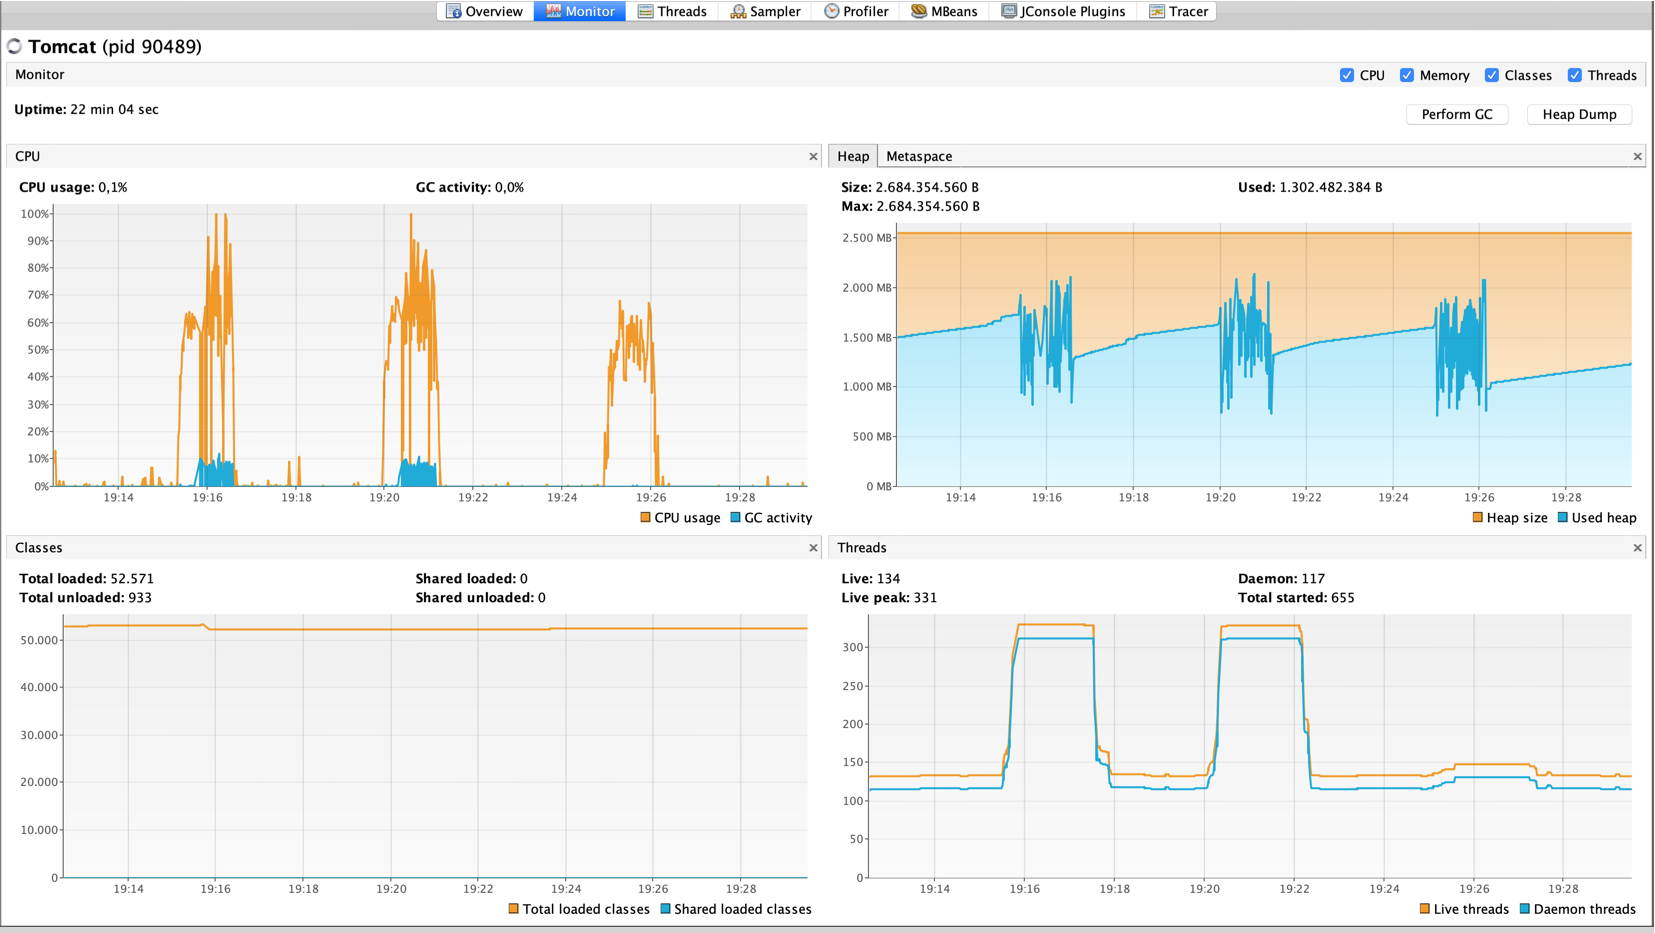 Overview Monitor Threads Sampler Profiler MBeans JConsole Plugins Tracer
Tomcat (pid 90489)
Monitor
CPU Memory Classes Threads
Uptime: 22 min 04 sec
Perform GC Heap Dump
CPU
CPU usage: 0,1% GC activity: 0,0%
100%
90%
80%
70%
60%
50%
40%
30%
20%
10%
0%
19:14 19:16 19:18 19:20 19:22 19:24 19:26 19:28
CPU usage GC activity
Heap Metaspace
Size: 2.684.354.560 B Used: 1.302.482.384 B
Max: 2.684.354.560 B
2.500 MB
2.000 MB
1.500 MB
1.000 MB
500 MB
0 MB
19:14 19:16 19:18 19:20 19:22 19:24 19:26 19:28
Heap size Used heap
Classes
Total loaded: 52.571 Shared loaded: 0
Total unloaded: 933 Shared unloaded: 0
50.000
40.000
30.000
20.000
10.000
0
19:14 19:16 19:18 19:20 19:22 19:24 19:26 19:28
Total loaded classes Shared loaded classes
Threads
Live: 134 Daemon: 117
Live peak: 331 Total started: 655
300
250
200
150
100
50
0
19:14 19:16 19:18 19:20 19:22 19:24 19:26 19:28
Live threads Daemon threads